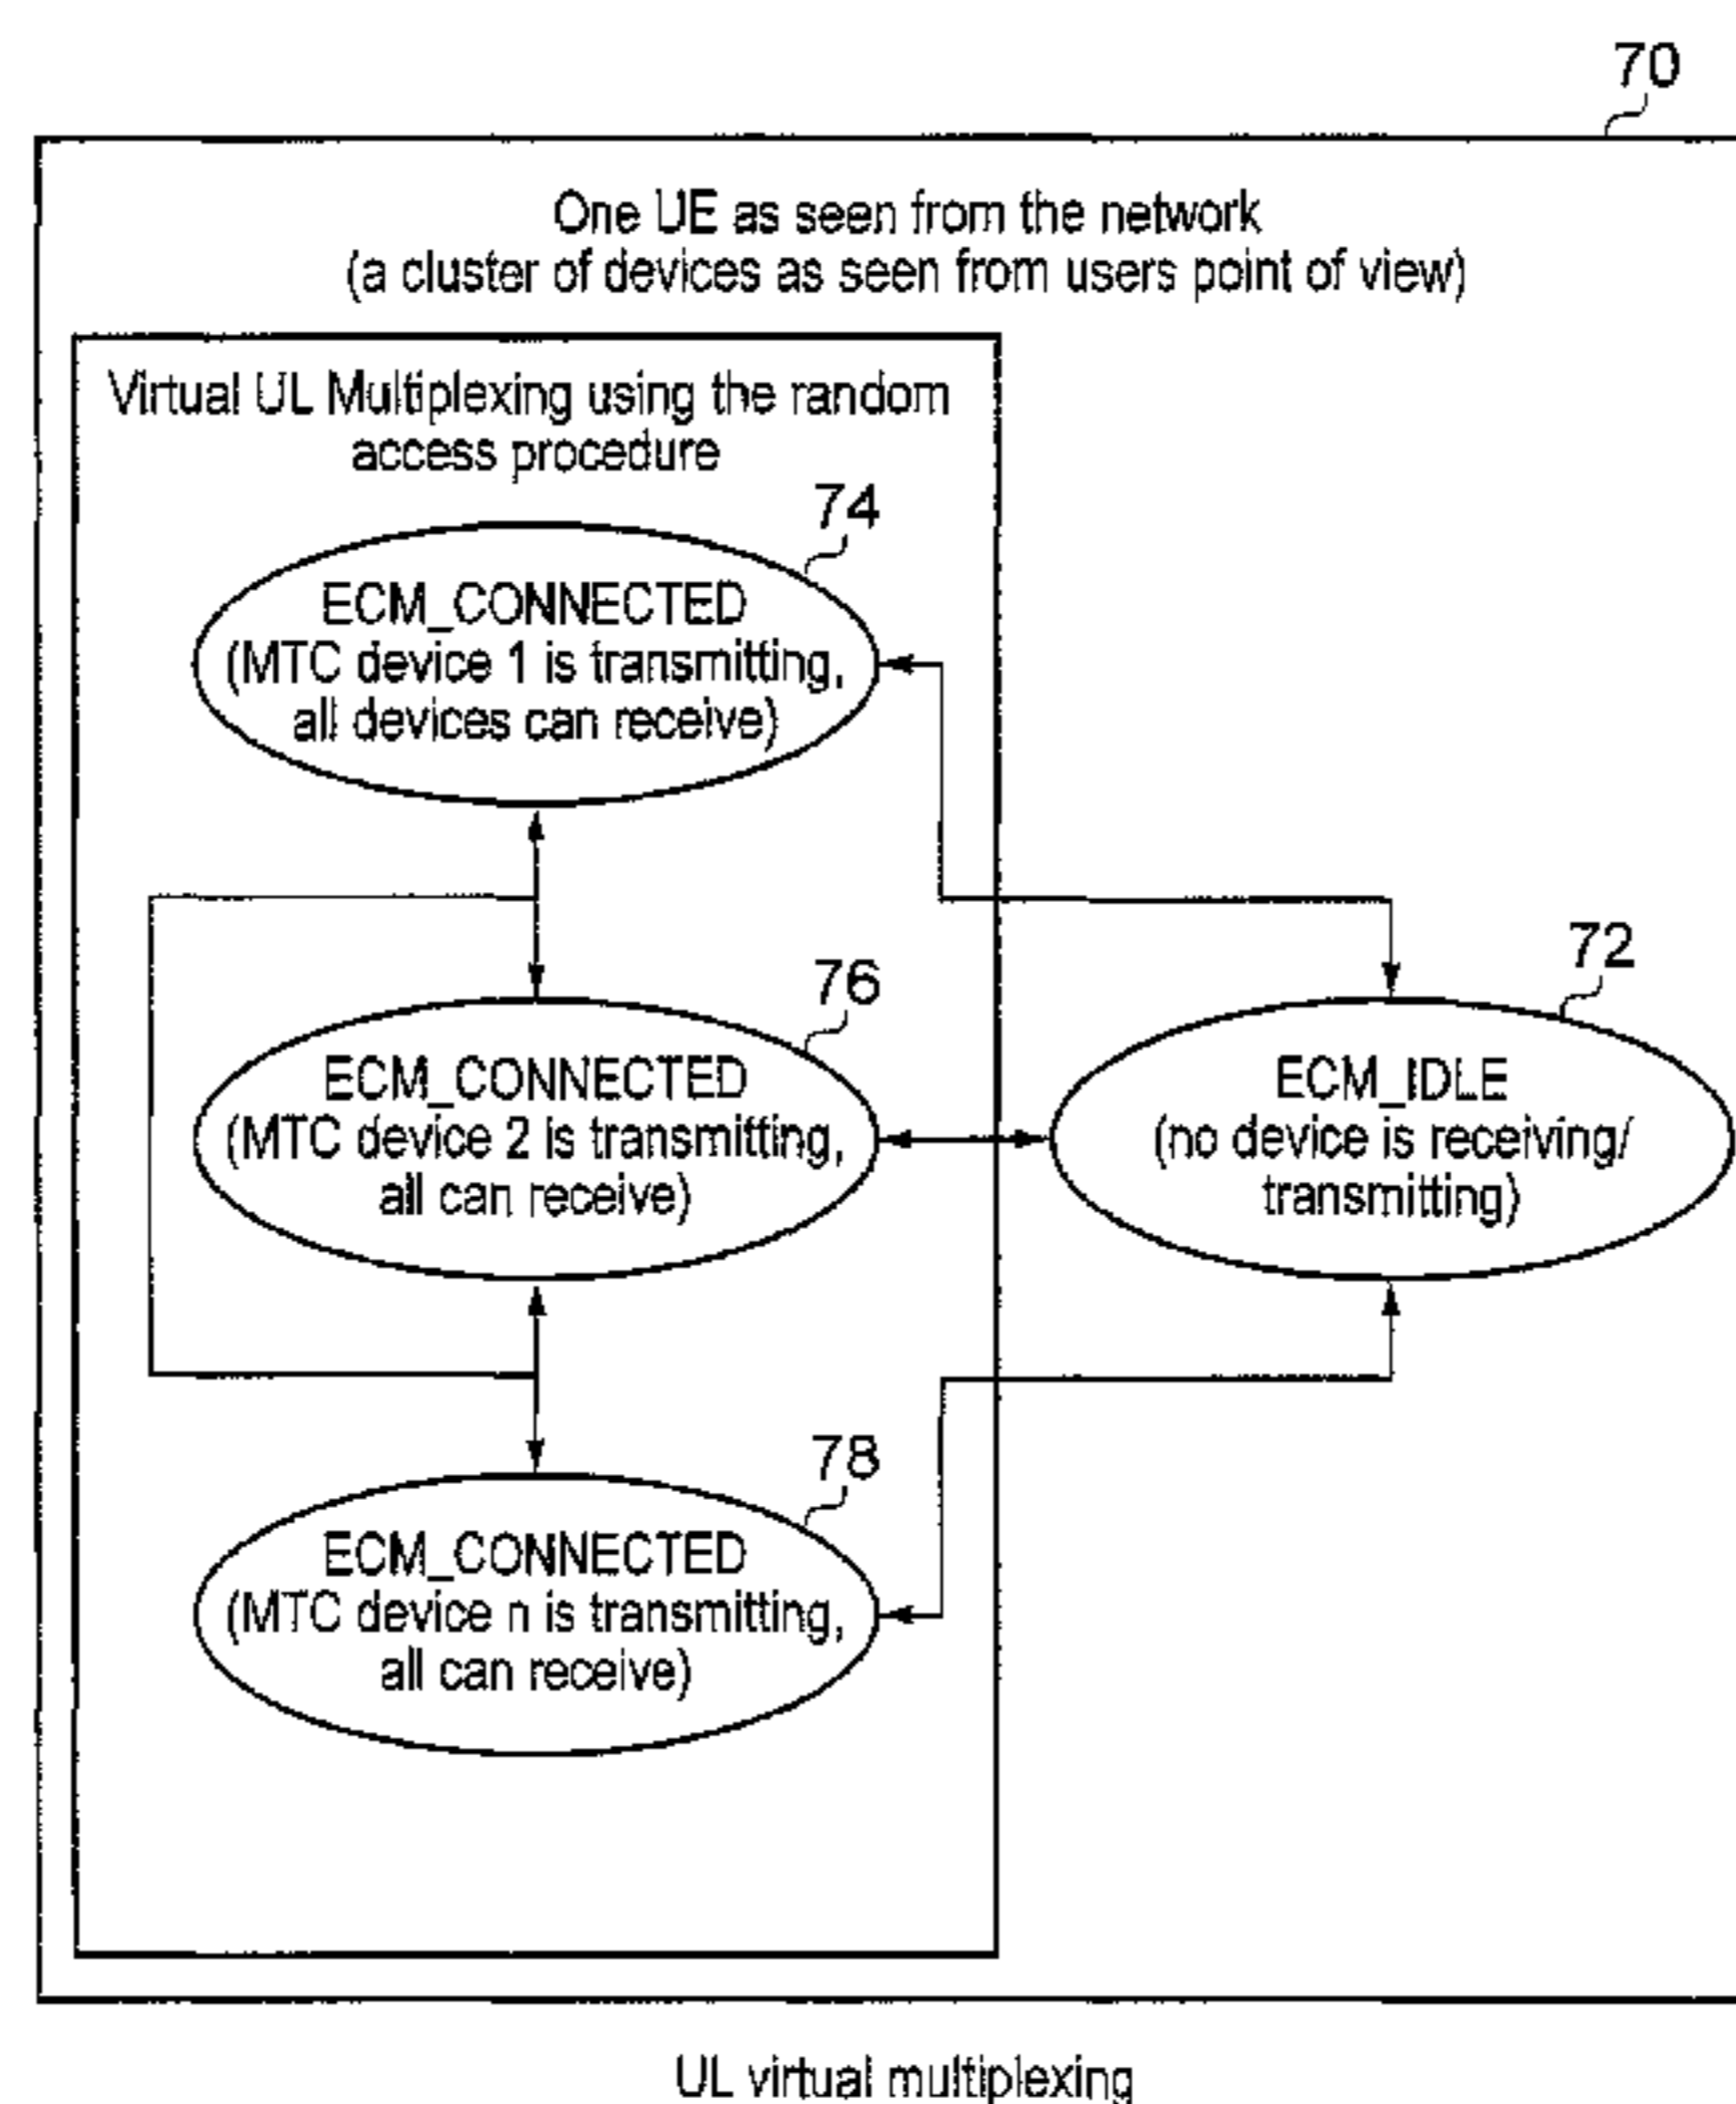 70
One UE as seen from the network
(a cluster of devices as seen from users point of view)
Virtual UL Multiplexing using the random
access procedure
74
ECM_CONNECTED
(MTC device 1 is transmitting,
all devices can receive)
76
ECM_CONNECTED
(MTC device 2 is transmitting,
all can receive)
72
ECM_IDLE
(no device is receiving/
transmitting)
78
ECM_CONNECTED
(MTC device n is transmitting,
all can receive)
UL virtual multiplexing